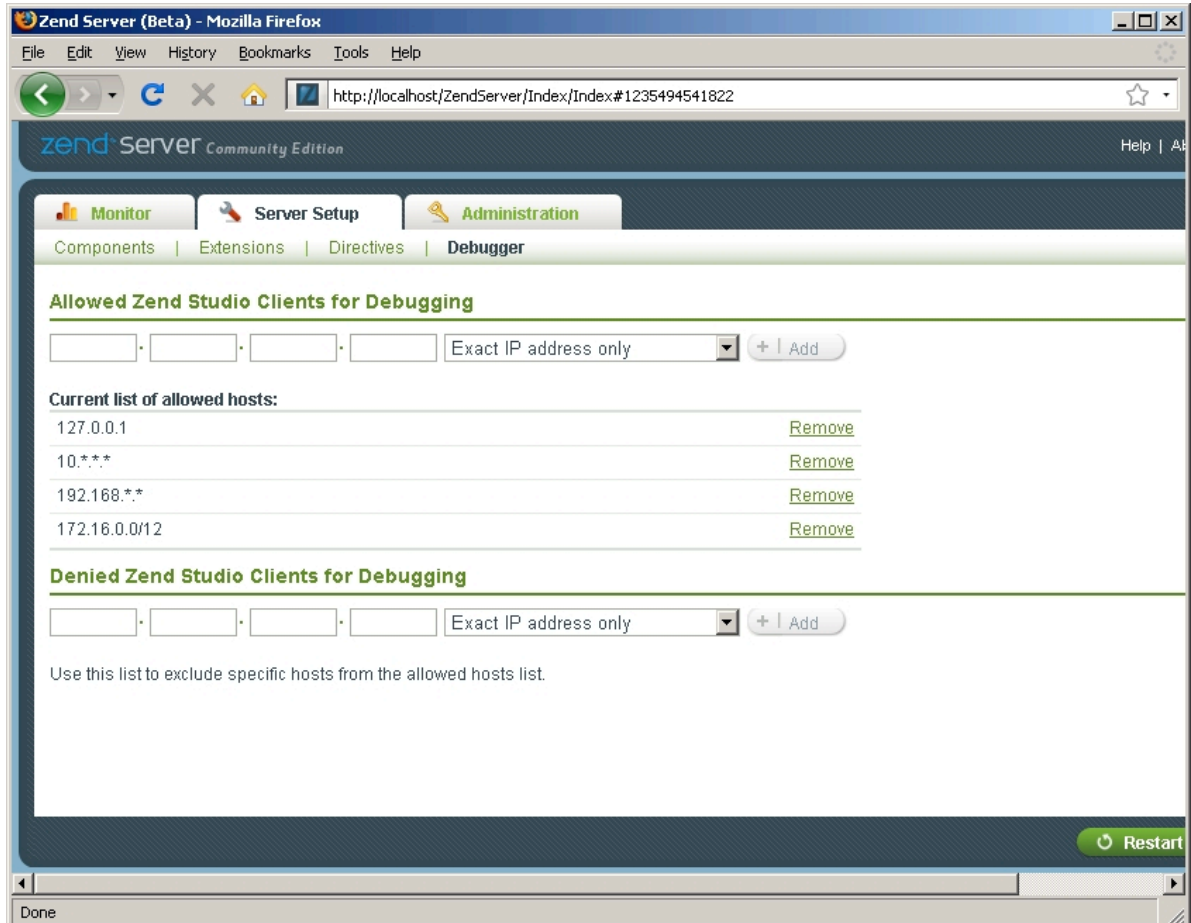 Zend Server (Beta) - Mozilla Firefox
File Edit View History Bookmarks Tools Help
http://localhost/ZendServer/Index/Index#1235494541822
zend Server Community Edition
Help |
Monitor Server Setup Administration
Components | Extensions | Directives | Debugger
Allowed Zend Studio Clients for Debugging
. . . Exact IP address only + | Add
Current list of allowed hosts:
127.0.0.1 Remove
10.*.*.* Remove
192.168.*.* Remove
172.16.0.0/12 Remove
Denied Zend Studio Clients for Debugging
. . . Exact IP address only + | Add
Use this list to exclude specific hosts from the allowed hosts list.
Restart
Done